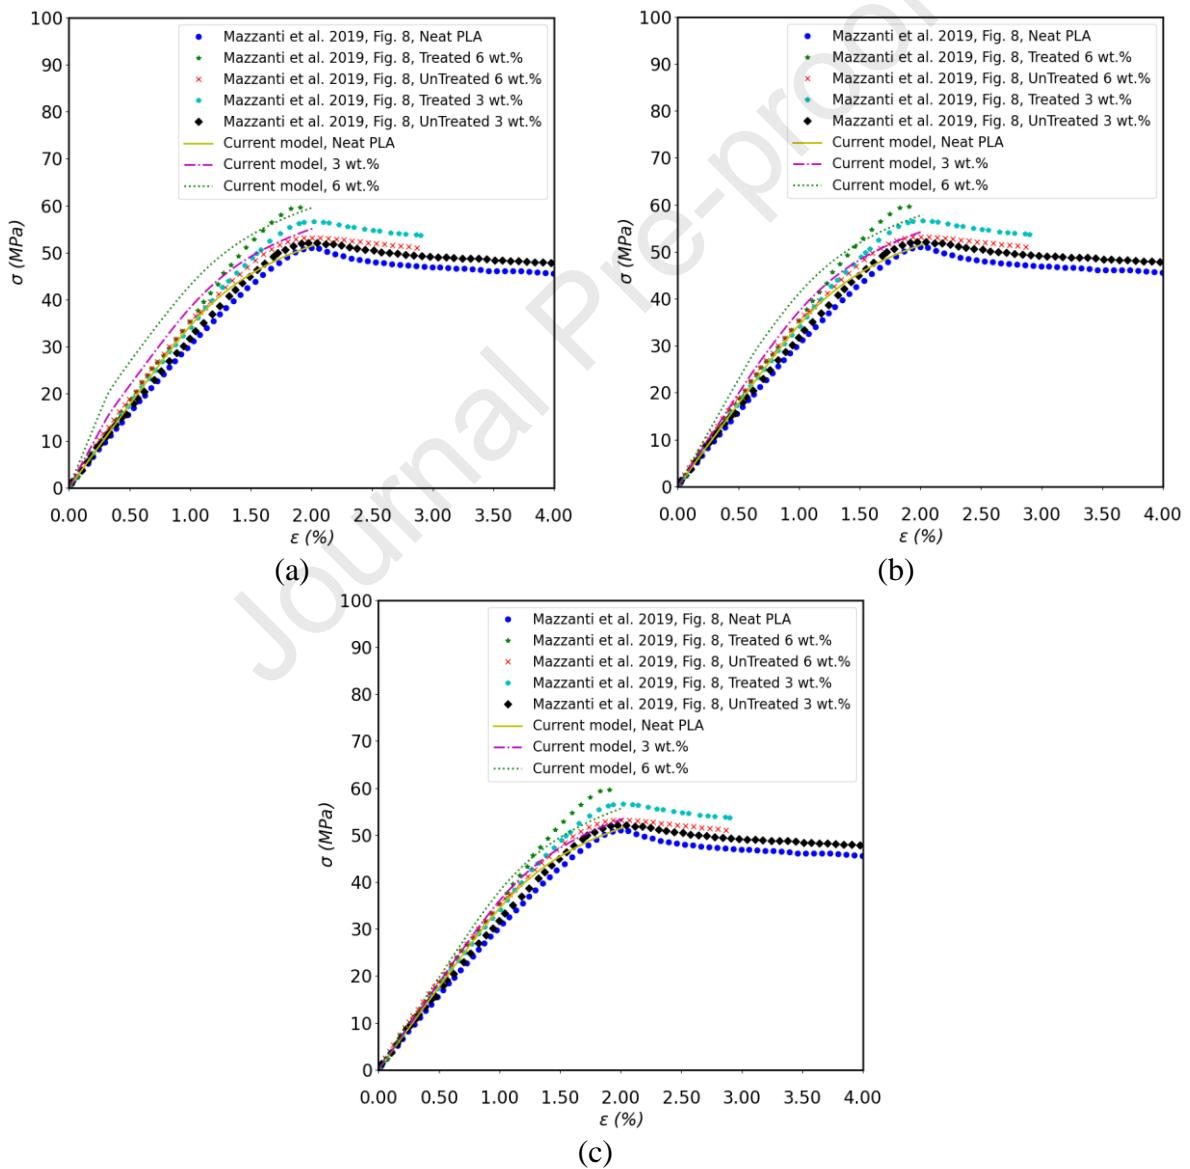 100
90
80
70
60
50
40
30
20
10
0
σ (MPa)
Mazzanti et al. 2019, Fig. 8, Neat PLA
Mazzanti et al. 2019, Fig. 8, Treated 6 wt.%
Mazzanti et al. 2019, Fig. 8, UnTreated 6 wt.%
Mazzanti et al. 2019, Fig. 8, Treated 3 wt.%
Mazzanti et al. 2019, Fig. 8, UnTreated 3 wt.%
Current model, Neat PLA
Current model, 3 wt.%
Current model, 6 wt.%
0.00 0.50 1.00 1.50 2.00 2.50 3.00 3.50 4.00
ε (%)
(a)
100
90
80
70
60
50
40
30
20
10
0
σ (MPa)
Mazzanti et al. 2019, Fig. 8, Neat PLA
Mazzanti et al. 2019, Fig. 8, Treated 6 wt.%
Mazzanti et al. 2019, Fig. 8, UnTreated 6 wt.%
Mazzanti et al. 2019, Fig. 8, Treated 3 wt.%
Mazzanti et al. 2019, Fig. 8, UnTreated 3 wt.%
Current model, Neat PLA
Current model, 3 wt.%
Current model, 6 wt.%
0.00 0.50 1.00 1.50 2.00 2.50 3.00 3.50 4.00
ε (%)
(b)
100
90
80
70
60
50
40
30
20
10
0
σ (MPa)
Mazzanti et al. 2019, Fig. 8, Neat PLA
Mazzanti et al. 2019, Fig. 8, Treated 6 wt.%
Mazzanti et al. 2019, Fig. 8, UnTreated 6 wt.%
Mazzanti et al. 2019, Fig. 8, Treated 3 wt.%
Mazzanti et al. 2019, Fig. 8, UnTreated 3 wt.%
Current model, Neat PLA
Current model, 3 wt.%
Current model, 6 wt.%
0.00 0.50 1.00 1.50 2.00 2.50 3.00 3.50 4.00
ε (%)
(c)
Journal Pre-proo